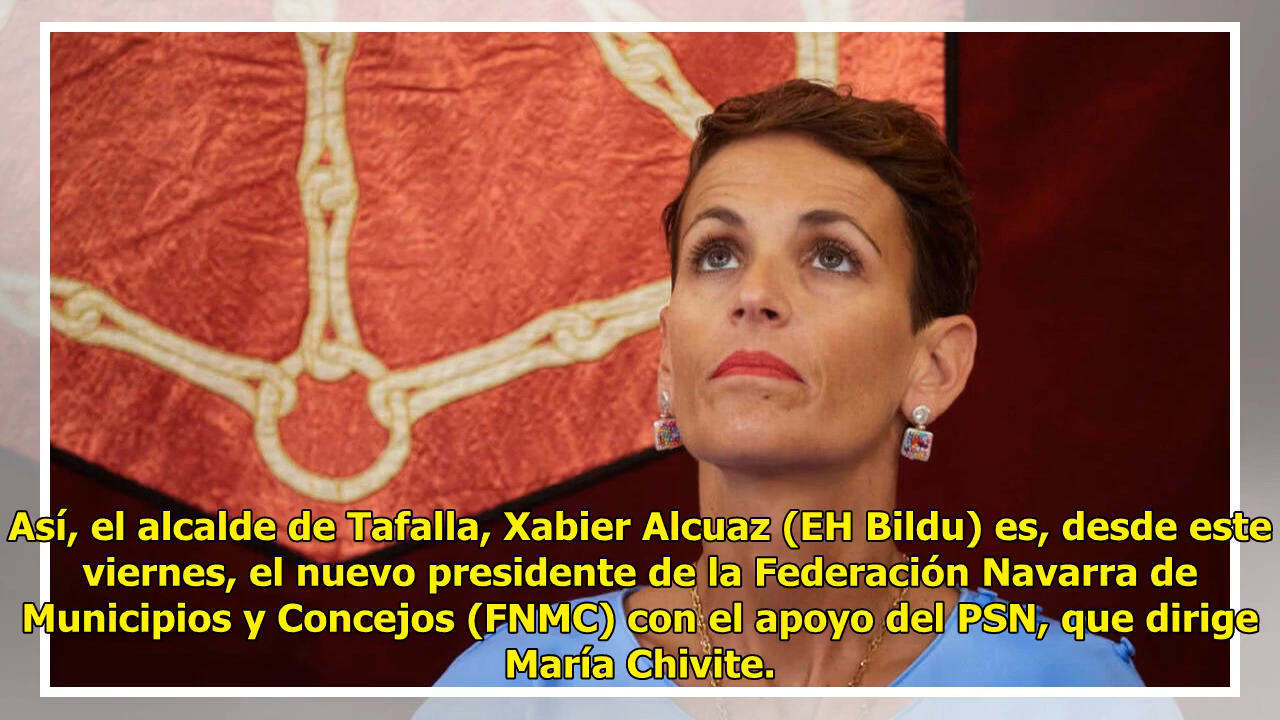 Así, el alcalde de Tafalla, Xabier Alcuaz (EH Bildu) es, desde este
viernes, el nuevo presidente de la Federación Navarra de
Municipios y Concejos (FNMC) con el apoyo del PSN, que dirige
María Chivite.